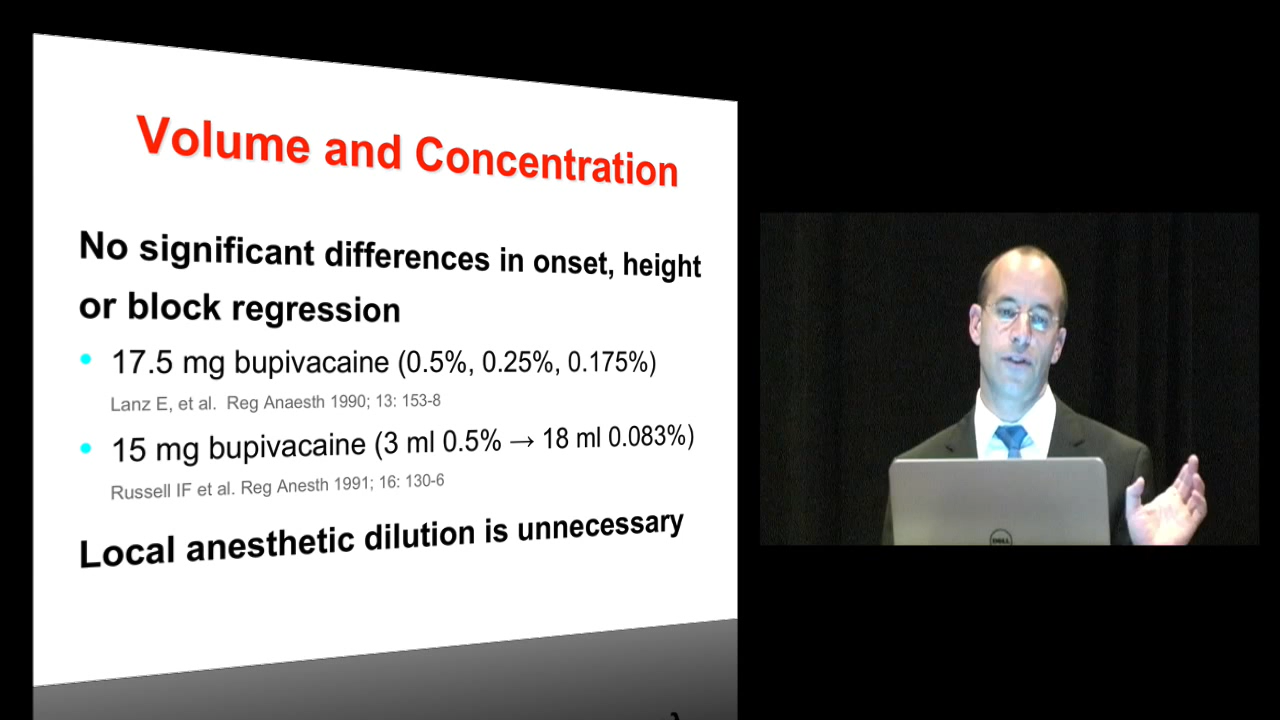 Volume and Concentration
No significant differences in onset, height
or block regression
17.5 mg bupivacaine (0.5%, 0.25%, 0.175%)
Lanz E, et al. Reg Anaesth 1990; 13: 153-8
15 mg bupivacaine (3 ml 0.5% → 18 ml 0.083%)
Russell IF et al. Reg Anesth 1991; 16: 130-6
Local anesthetic dilution is unnecessary
DELL